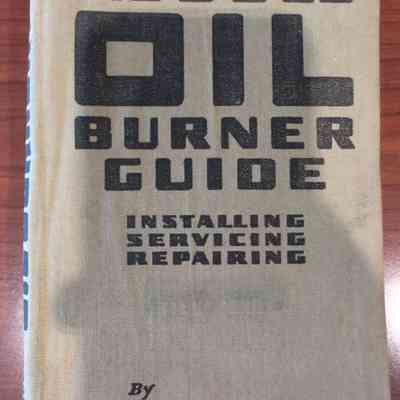 OIL
BURNER
GUIDE
INSTALLING
SERVICING
REPAIRING
By